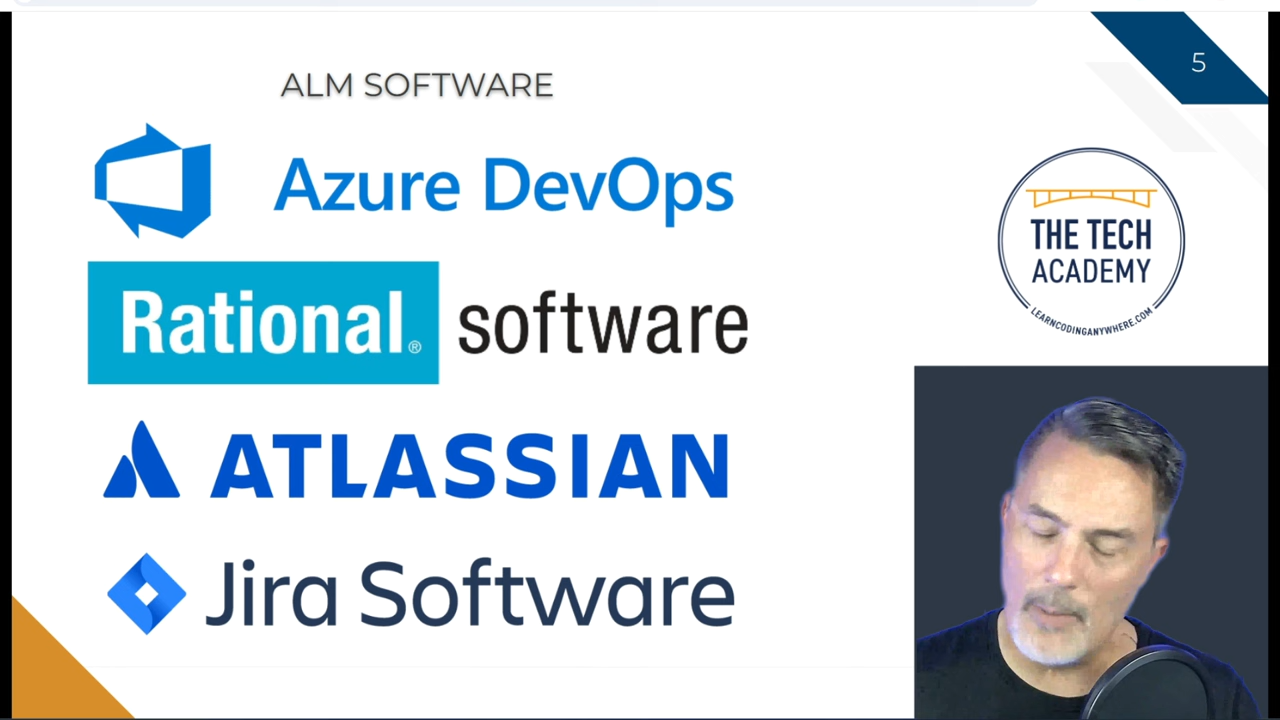 ALM SOFTWARE
5
Azure DevOps
Rational® software
ATLASSIAN
Jira Software
THE TECH
ACADEMY
LEARNCODINGANYWHERE.COM